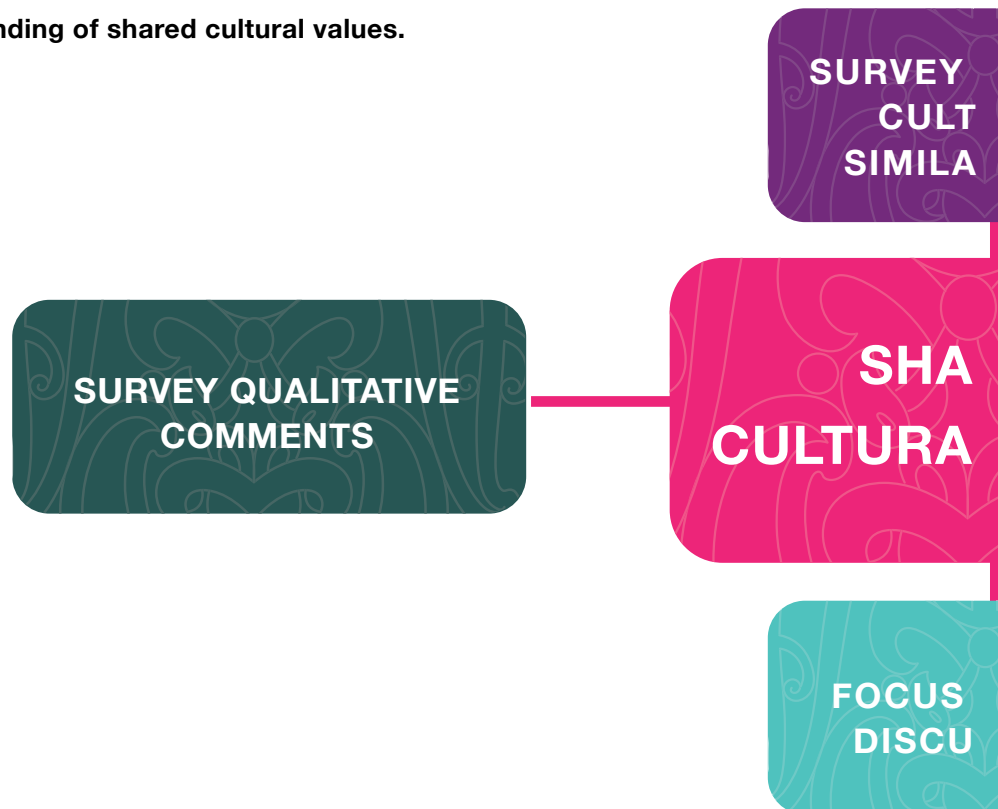 nding of shared cultural values.
SURVEY
CULT
SIMILA
SHA
CULTURA
SURVEY QUALITATIVE
COMMENTS
FOCUS
DISCU